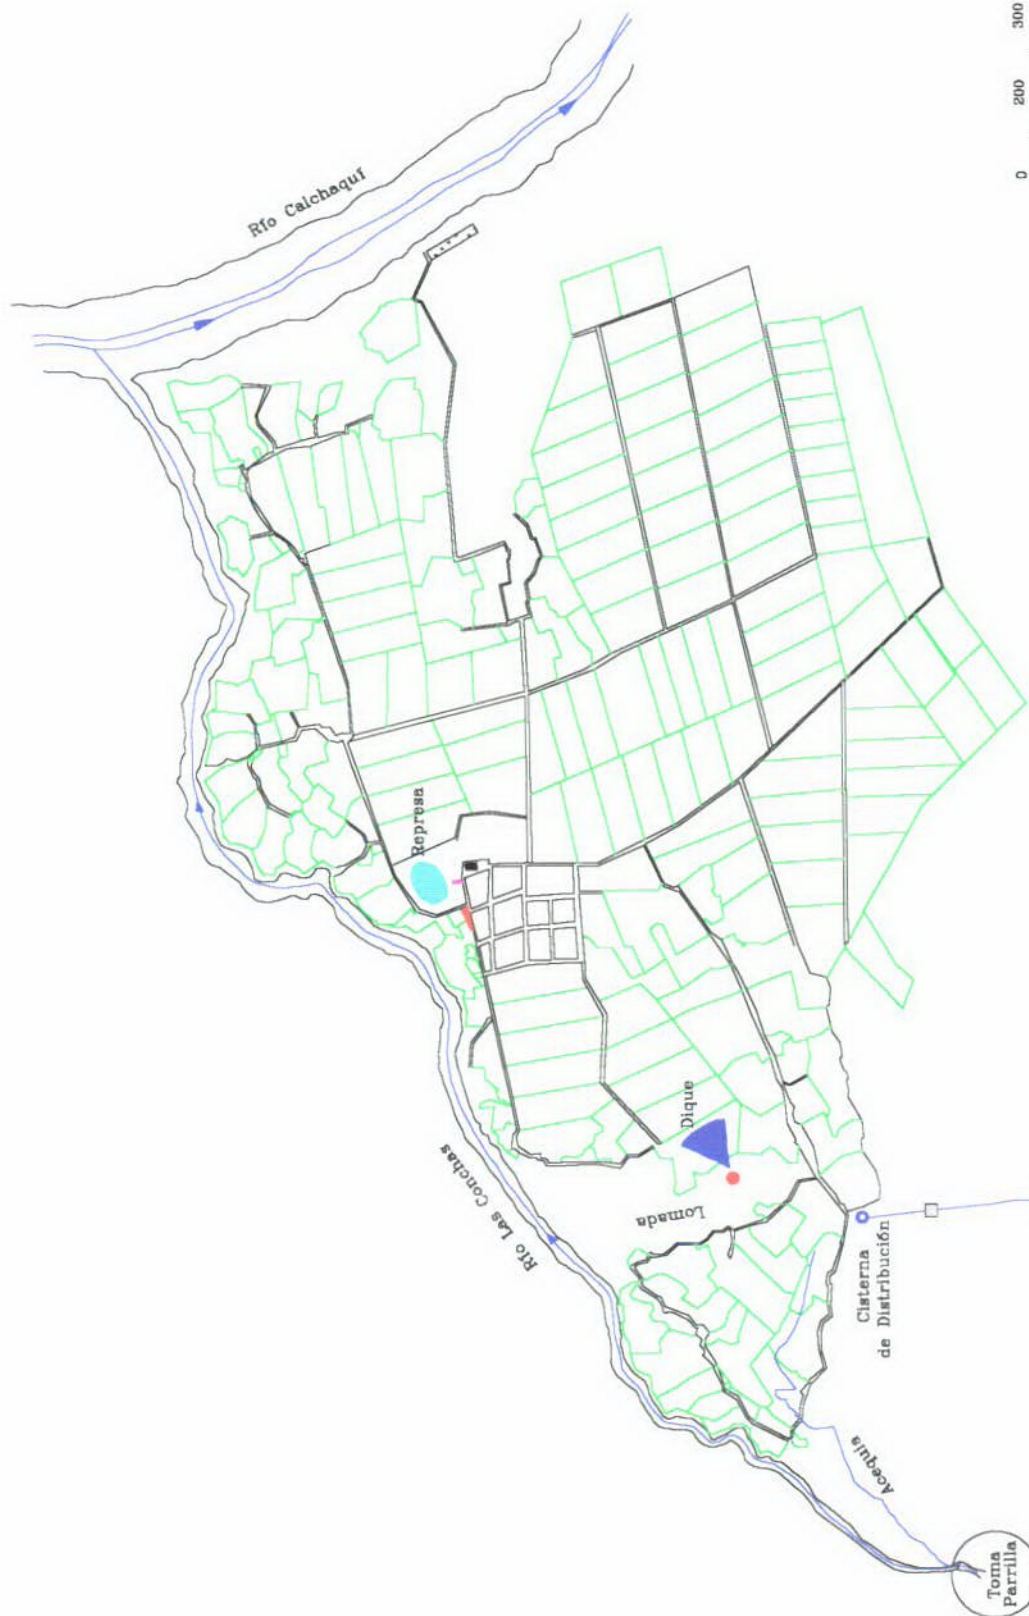 0 200 300
Río Calchaquí
Represa
Dique
Río Las Conchas
Lomada
Cisterna
de Distribución
Acequia
Toma
Parrilla